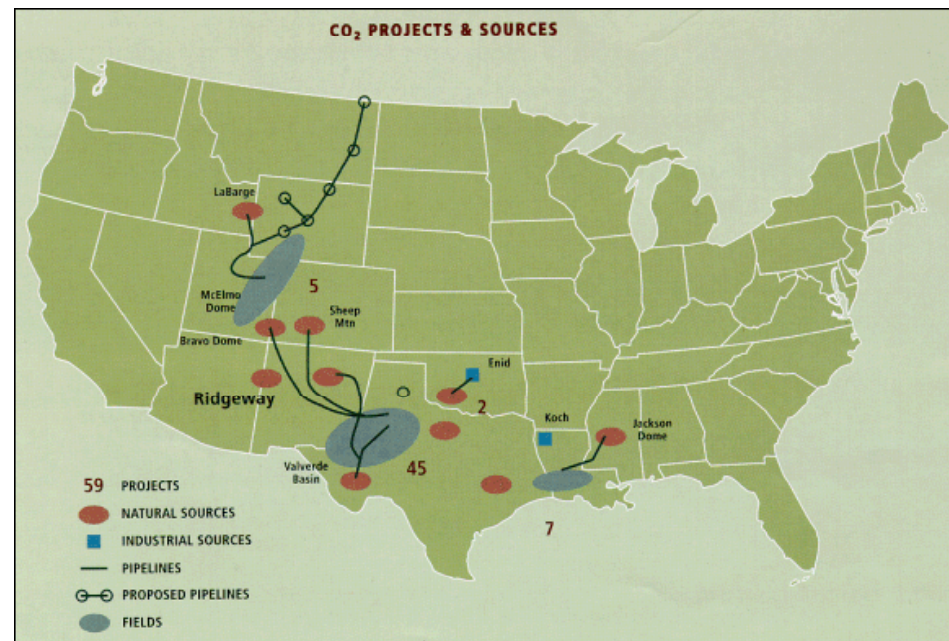 CO₂ PROJECTS & SOURCES
LaBarge
McElmo
Dome
5
Sheep
Mtn
Bravo Dome
Enid
Ridgeway
2
Koch
Jackson
Dome
Valverde
Basin
45
7
59 PROJECTS
NATURAL SOURCES
INDUSTRIAL SOURCES
PIPELINES
PROPOSED PIPELINES
FIELDS